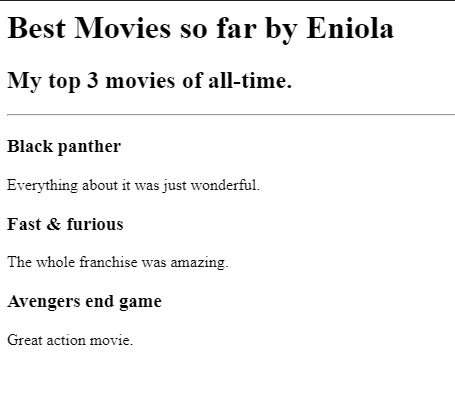 Best Movies so far by Eniola
My top 3 movies of all-time.
Black panther
Everything about it was just wonderful.
Fast & furious
The whole franchise was amazing.
Avengers end game
Great action movie.